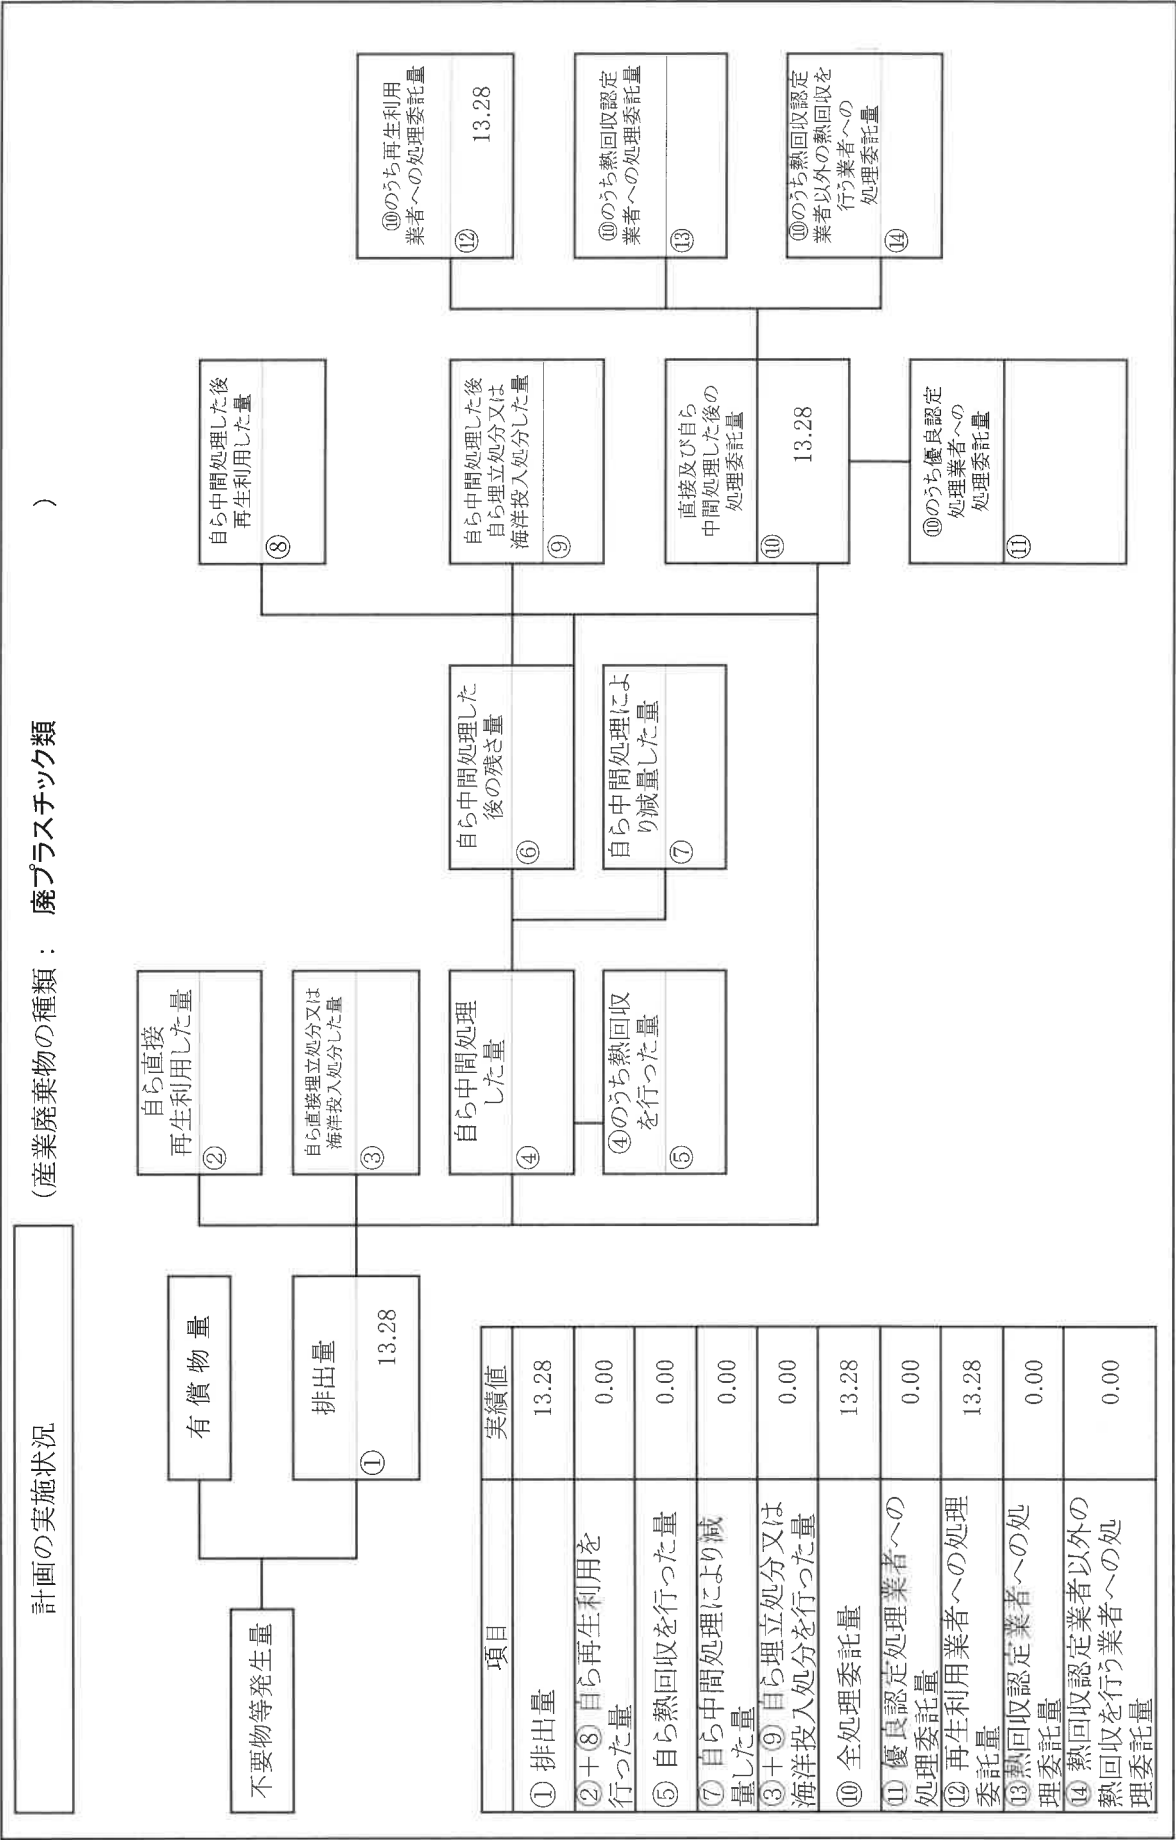 計画の実施状況
（産業廃棄物の種類： 廃プラスチック類 ）
不要物等発生量
有 償 物 量
排出量
①
13.28
自ら直接
再生利用した量
②
自ら直接埋立処分又は
海洋投入処分した量
③
自ら中間処理
した量
④
④のうち熱回収
を行った量
⑤
自ら中間処理した
後の残さ量
⑥
自ら中間処理によ
り減量した量
⑦
自ら中間処理した後
再生利用した量
⑧
自ら中間処理した後
自ら埋立処分又は
海洋投入処分した量
⑨
直接及び自ら
中間処理した後の
処理委託量
⑩
13.28
⑩のうち優良認定
処理業者への
処理委託量
⑪
⑩のうち再生利用
業者への処理委託量
⑫
13.28
⑩のうち熱回収認定
業者への処理委託量
⑬
⑩のうち熱回収認定
業者以外の熱回収を
行う業者への
処理委託量
⑭
項目 実績値
① 排出量 13.28
②＋⑧ 自ら再生利用を
行った量 0.00
⑤ 自ら熱回収を行った量 0.00
⑦ 自ら中間処理により減
量した量 0.00
③＋⑨ 自ら埋立処分又は
海洋投入処分を行った量 0.00
⑩ 全処理委託量 13.28
⑪ 優良認定処理業者への
処理委託量 0.00
⑫ 再生利用業者への処理
委託量 13.28
⑬熱回収認定業者への処
理委託量 0.00
⑭ 熱回収認定業者以外の
熱回収を行う業者への処
理委託量 0.00